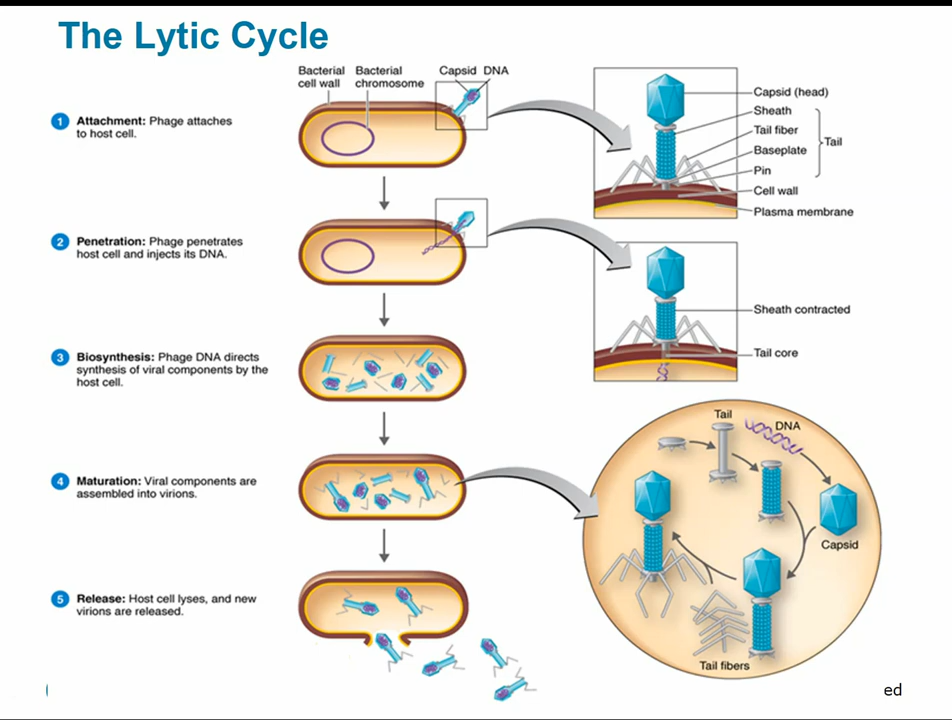 The Lytic Cycle
Bacterial
cell wall
Bacterial
chromosome
Capsid DNA
1 Attachment: Phage attaches
to host cell.
Capsid (head)
Sheath
Tail fiber
Tail
Baseplate
Pin
Cell wall
Plasma membrane
2 Penetration: Phage penetrates
host cell and injects its DNA.
Sheath contracted
Tail core
3 Biosynthesis: Phage DNA directs
synthesis of viral components by the
host cell.
4 Maturation: Viral components are
assembled into virions.
Tail
DNA
Capsid
Tail fibers
5 Release: Host cell lyses, and new
virions are released.
ed